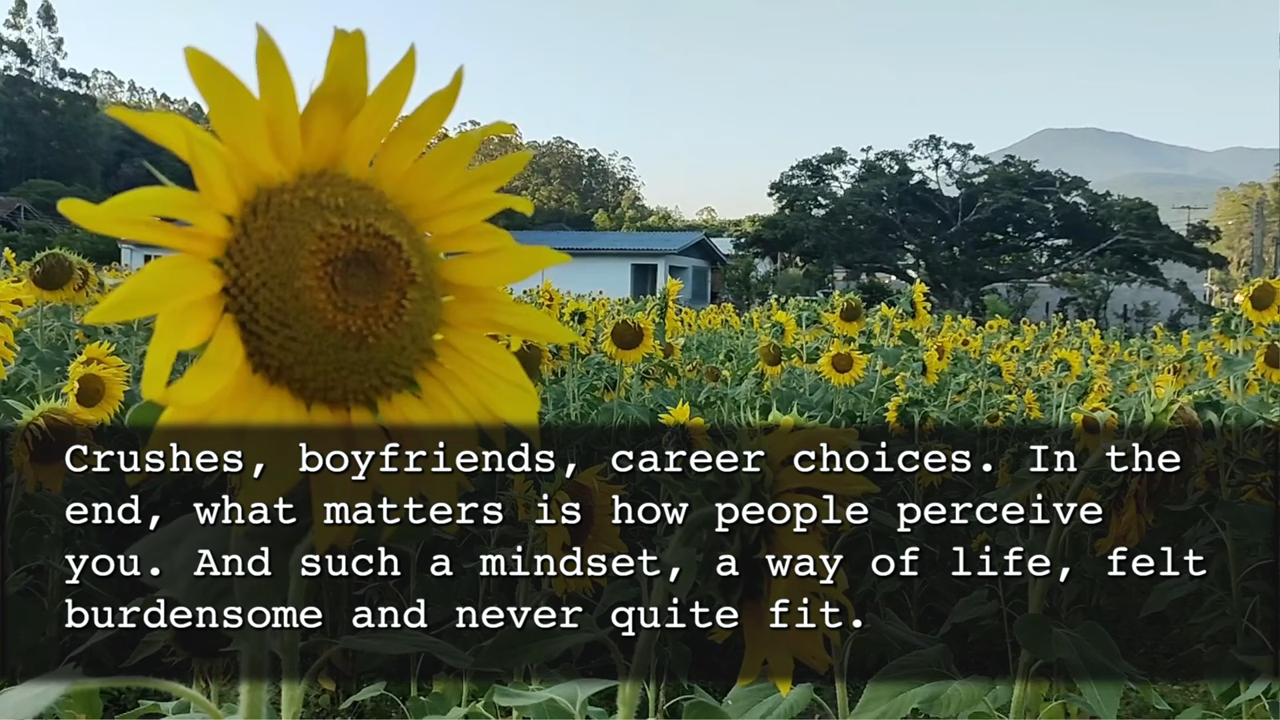 Crushes, boyfriends, career choices. In the
end, what matters is how people perceive
you. And such a mindset, a way of life, felt
burdensome and never quite fit.